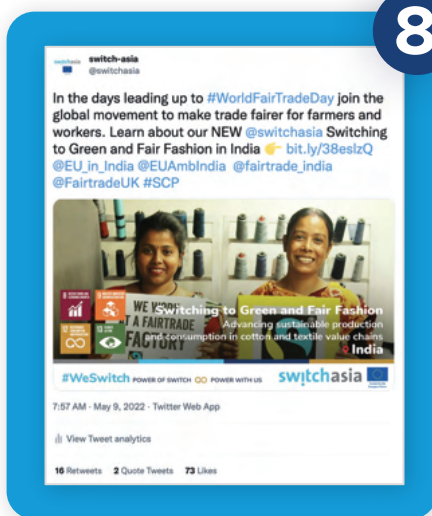 8
switch-asia
@switchasia
In the days leading up to #WorldFairTradeDay join the
global movement to make trade fairer for farmers and
workers. Learn about our NEW @switchasia Switching
to Green and Fair Fashion in India 👉 bit.ly/38eslzQ
@EU_in_India @EUAmbIndia @fairtrade_india
@FairtradeUK #SCP
WE WORK
T A FAIRTRADE
FACTORY
Switching to Green and Fair Fashion
Advancing sustainable production
and consumption in cotton and textile value chains
India
#WeSwitch POWER OF SWITCH POWER WITH US switchasia
7:57 AM · May 9, 2022 · Twitter Web App
View Tweet analytics
16 Retweets 2 Quote Tweets 73 Likes